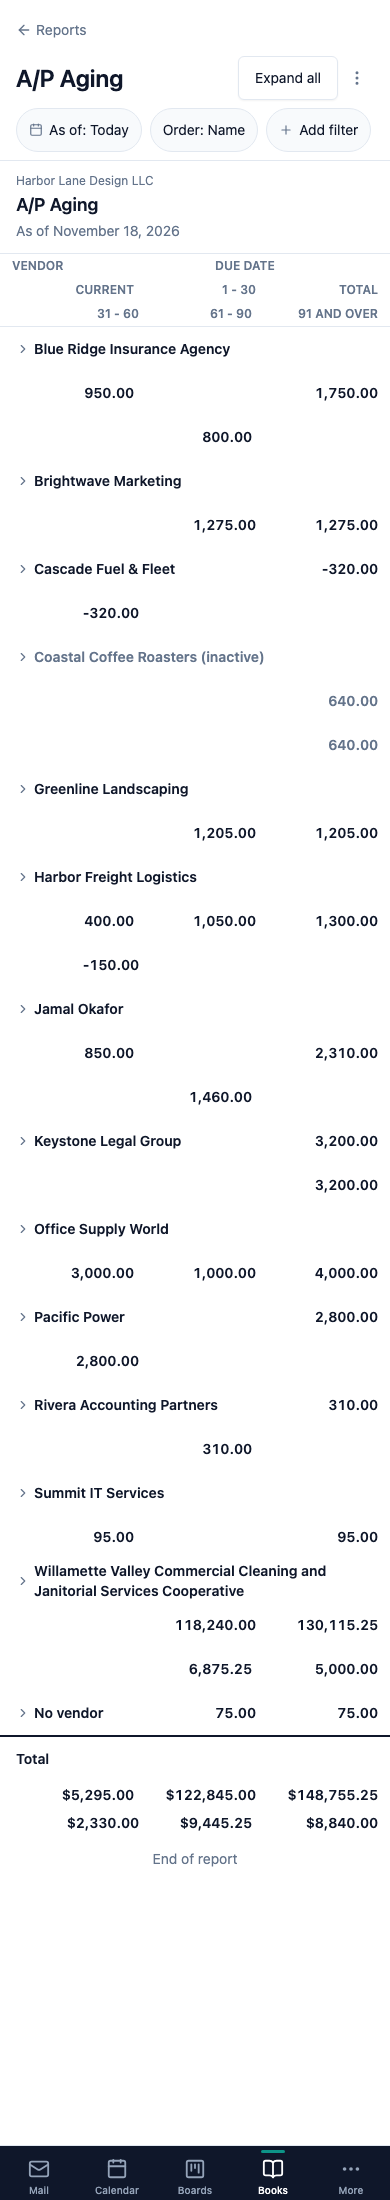 Reports
A/P Aging
Expand all
As of: Today
Order: Name
Add filter
Harbor Lane Design LLC
A/P Aging
As of November 18, 2026
VENDOR DUE DATE
CURRENT 1 - 30 TOTAL
31 - 60 61 - 90 91 AND OVER
Blue Ridge Insurance Agency
950.00 1,750.00
800.00
Brightwave Marketing
1,275.00 1,275.00
Cascade Fuel & Fleet -320.00
-320.00
Coastal Coffee Roasters (inactive)
640.00
640.00
Greenline Landscaping
1,205.00 1,205.00
Harbor Freight Logistics
400.00 1,050.00 1,300.00
-150.00
Jamal Okafor
850.00 2,310.00
1,460.00
Keystone Legal Group 3,200.00
3,200.00
Office Supply World
3,000.00 1,000.00 4,000.00
Pacific Power 2,800.00
2,800.00
Rivera Accounting Partners 310.00
310.00
Summit IT Services
95.00 95.00
Willamette Valley Commercial Cleaning and
Janitorial Services Cooperative
118,240.00 130,115.25
6,875.25 5,000.00
No vendor 75.00 75.00
Total
$5,295.00 $122,845.00 $148,755.25
$2,330.00 $9,445.25 $8,840.00
End of report
Mail Calendar Boards Books More